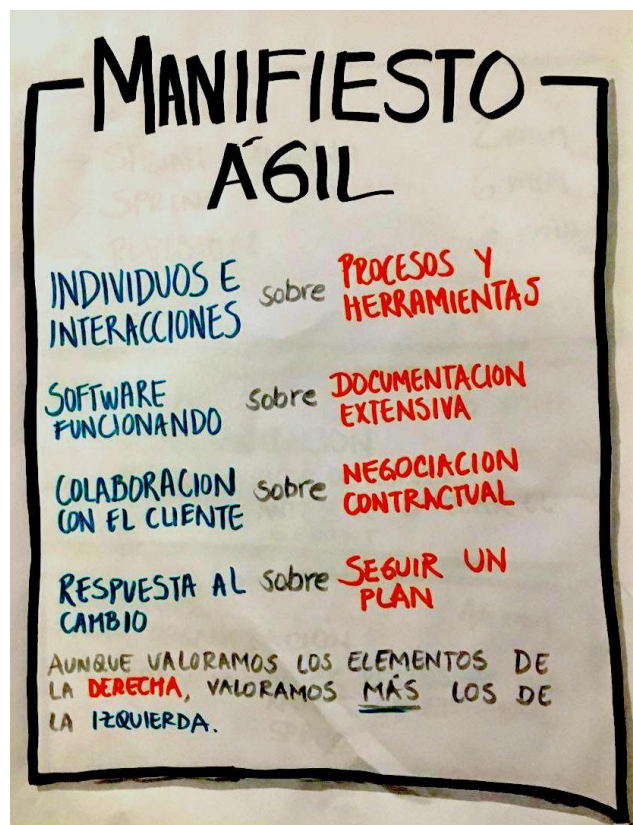 MANIFIESTO
ÁGIL
INDIVIDUOS E
INTERACCIONES
sobre
PROCESOS Y
HERRAMIENTAS
SOFTWARE
FUNCIONANDO
sobre
DOCUMENTACION
EXTENSIVA
COLABORACION
CON EL CLIENTE
sobre
NEGOCIACION
CONTRACTUAL
RESPUESTA AL
CAMBIO
sobre
SEGUIR UN
PLAN
AUNQUE VALORAMOS LOS ELEMENTOS DE
LA DERECHA, VALORAMOS MÁS LOS DE
LA IZQUIERDA.